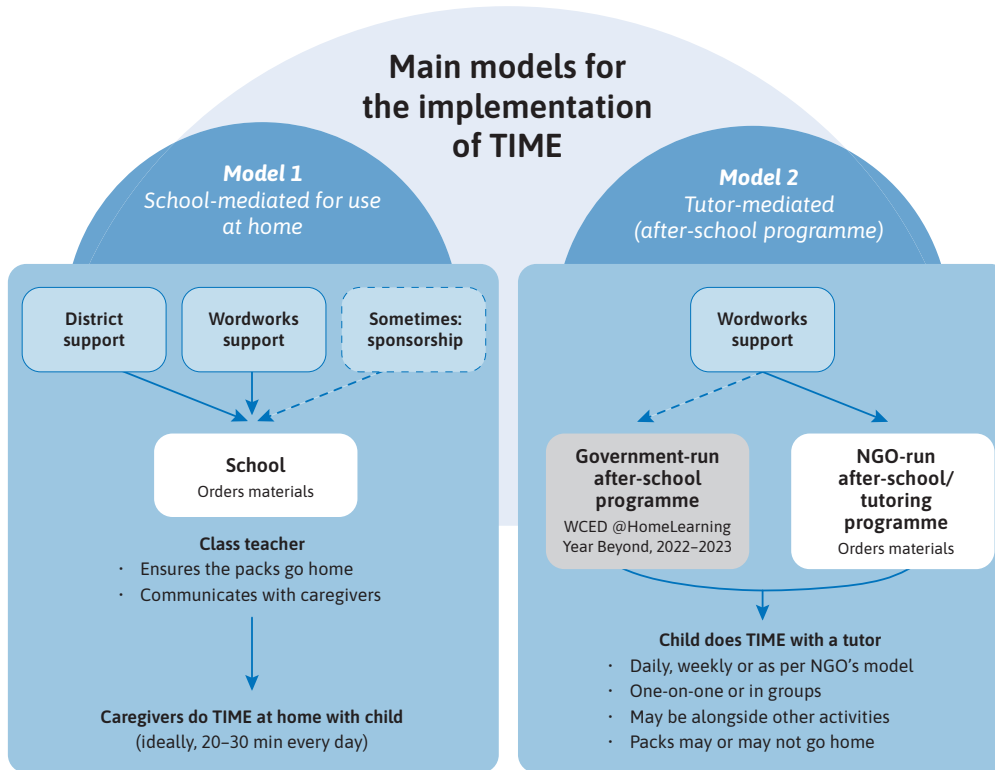 Main models for
the implementation
of TIME
Model 1
School-mediated for use
at home
District
support
Wordworks
support
Sometimes:
sponsorship
School
Orders materials
Class teacher
· Ensures the packs go home
· Communicates with caregivers
Caregivers do TIME at home with child
(ideally, 20–30 min every day)
Model 2
Tutor-mediated
(after-school programme)
Wordworks
support
Government-run
after-school
programme
WCED @HomeLearning
Year Beyond, 2022–2023
NGO-run
after-school/
tutoring
programme
Orders materials
Child does TIME with a tutor
· Daily, weekly or as per NGO’s model
· One-on-one or in groups
· May be alongside other activities
· Packs may or may not go home